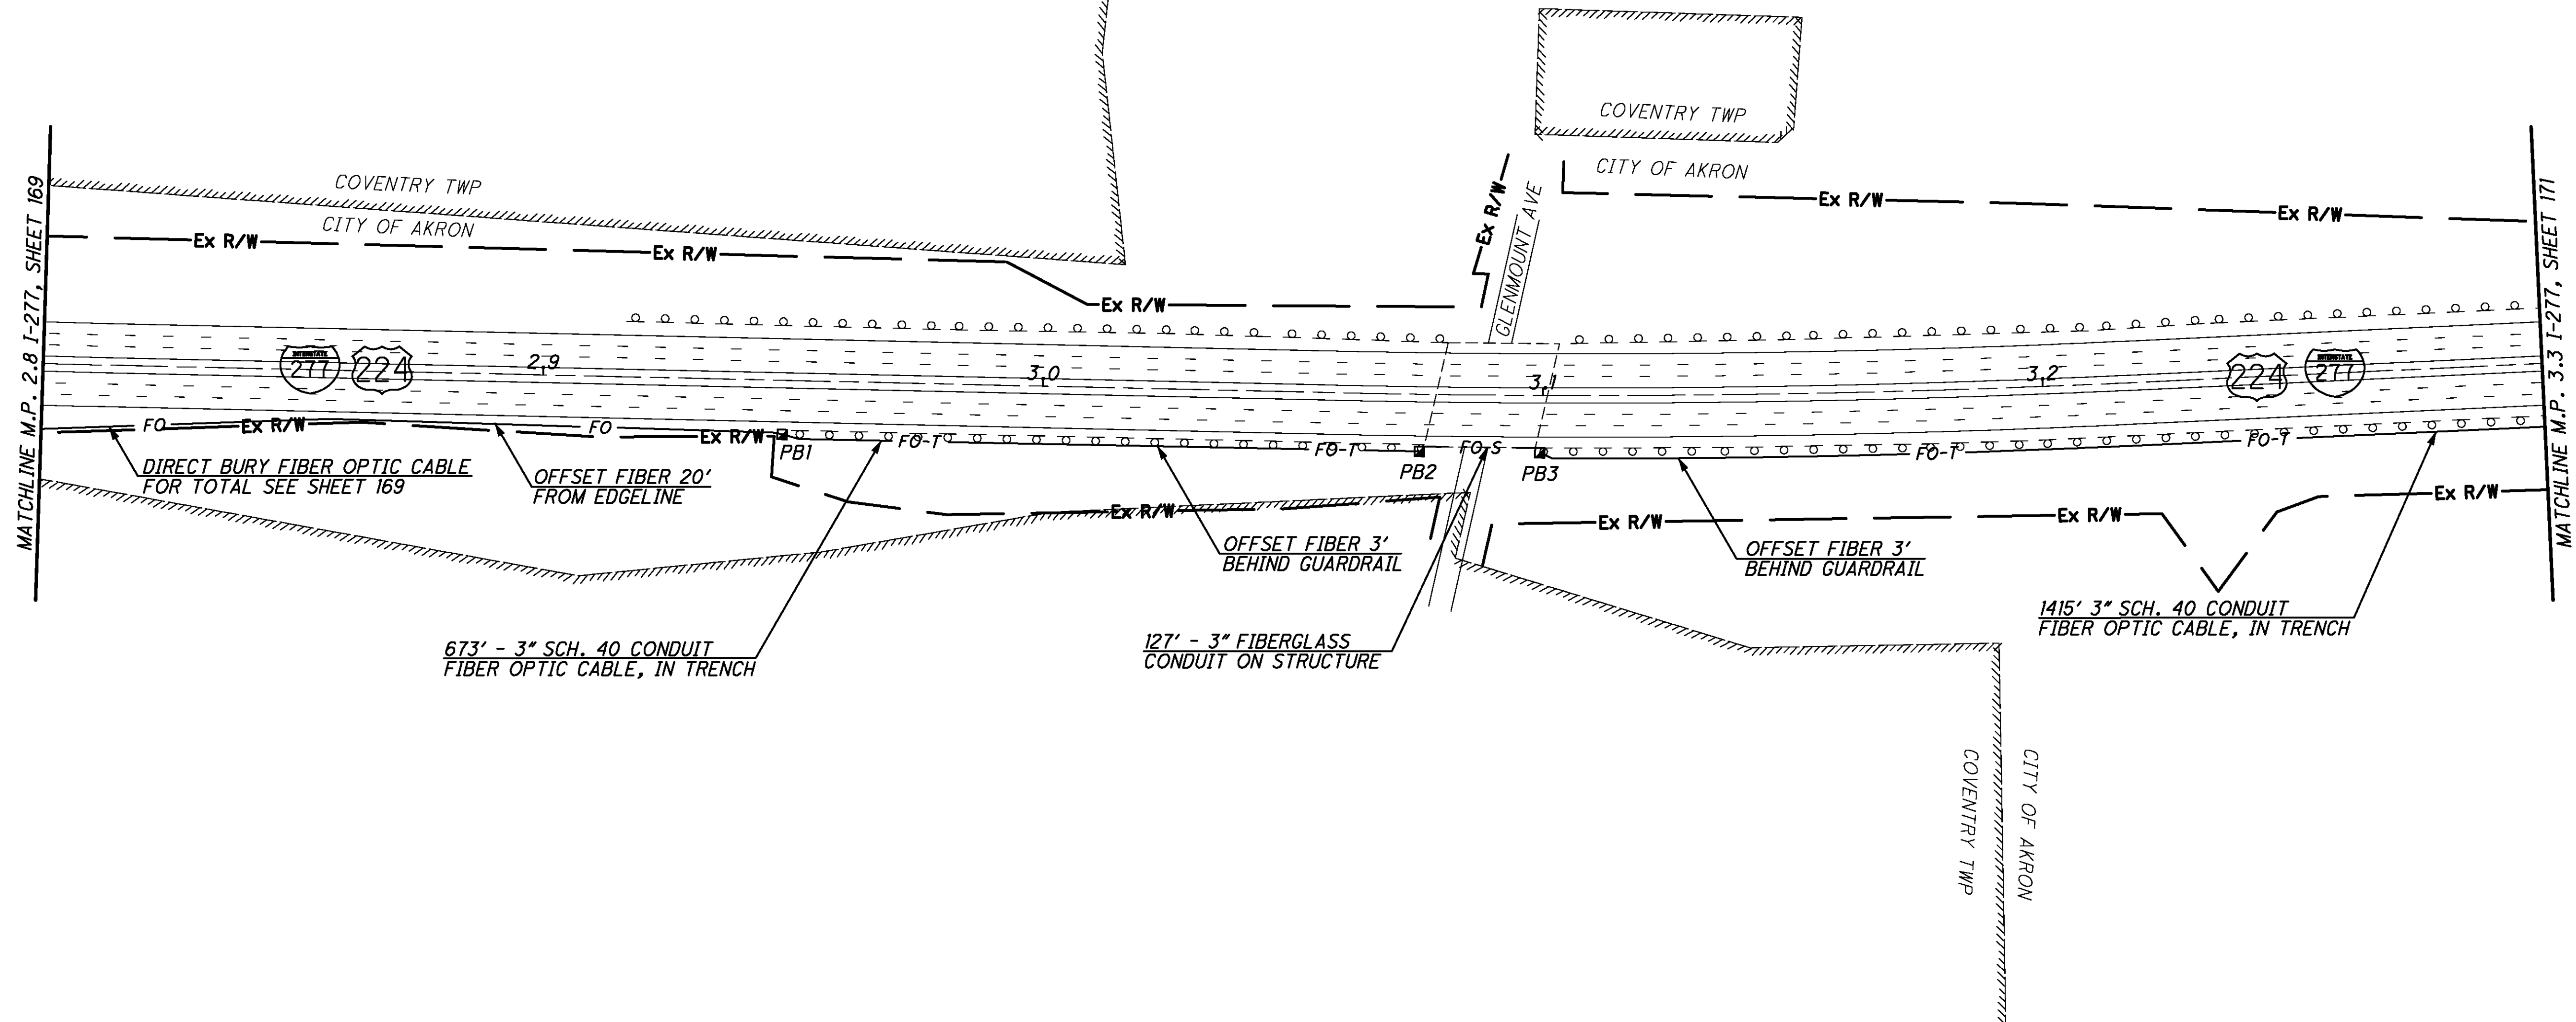 COVENTRY TWP
CITY OF AKRON
COVENTRY TWP
CITY OF AKRON
MATCHLINE M.P. 2.8 I-277, SHEET 169
MATCHLINE M.P. 3.3 I-277, SHEET 171
Ex R/W
Ex R/W
Ex R/W
Ex R/W
GLENMOUNT AVE
Ex R/W
Ex R/W
INTERSTATE
277
224
2.9
3.0
3.1
3.2
224
INTERSTATE
277
FO
Ex R/W
FO
Ex R/W
PB1
FO-T
FO-T
PB2
FO-S
PB3
FO-T
FO-T
DIRECT BURY FIBER OPTIC CABLE
FOR TOTAL SEE SHEET 169
OFFSET FIBER 20'
FROM EDGELINE
Ex R/W
Ex R/W
Ex R/W
Ex R/W
OFFSET FIBER 3'
BEHIND GUARDRAIL
OFFSET FIBER 3'
BEHIND GUARDRAIL
673' - 3" SCH. 40 CONDUIT
FIBER OPTIC CABLE, IN TRENCH
127' - 3" FIBERGLASS
CONDUIT ON STRUCTURE
1415' 3" SCH. 40 CONDUIT
FIBER OPTIC CABLE, IN TRENCH
COVENTRY TWP
CITY OF AKRON